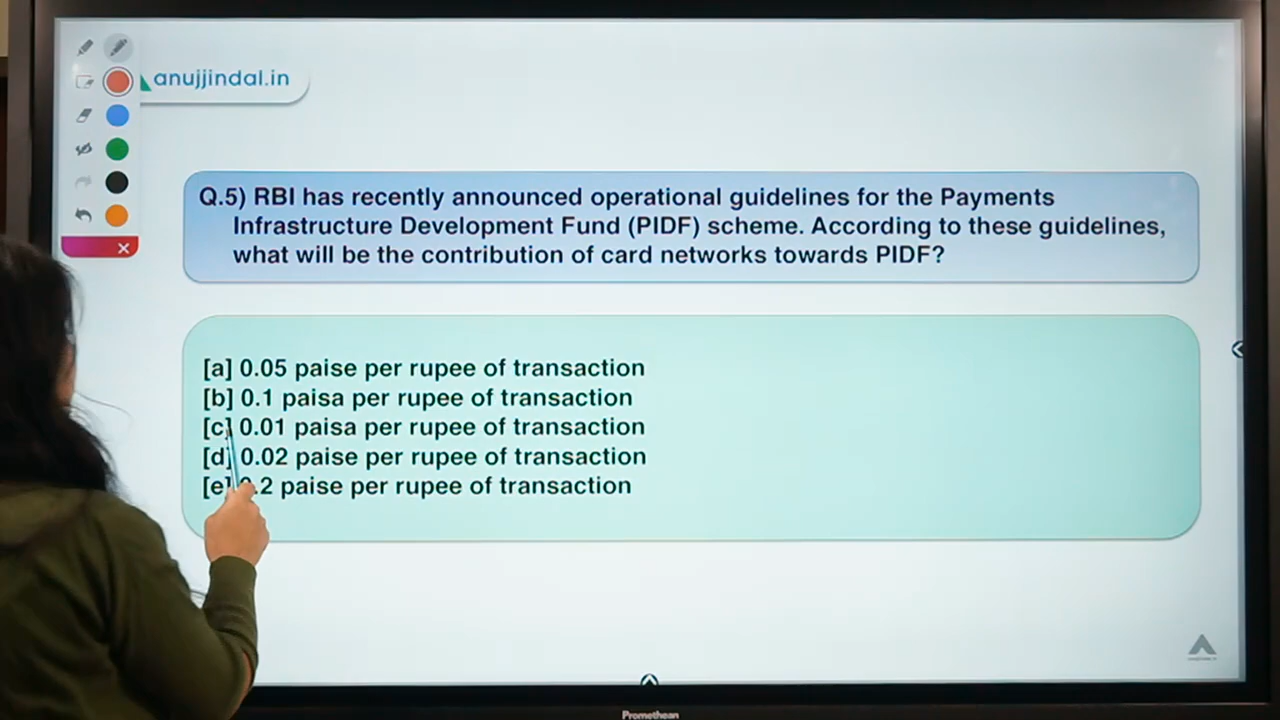 anujjindal.in
Q.5) RBI has recently announced operational guidelines for the Payments
Infrastructure Development Fund (PIDF) scheme. According to these guidelines,
what will be the contribution of card networks towards PIDF?
[a] 0.05 paise per rupee of transaction
[b] 0.1 paisa per rupee of transaction
[c] 0.01 paisa per rupee of transaction
[d] 0.02 paise per rupee of transaction
[e] 0.2 paise per rupee of transaction
Promethean